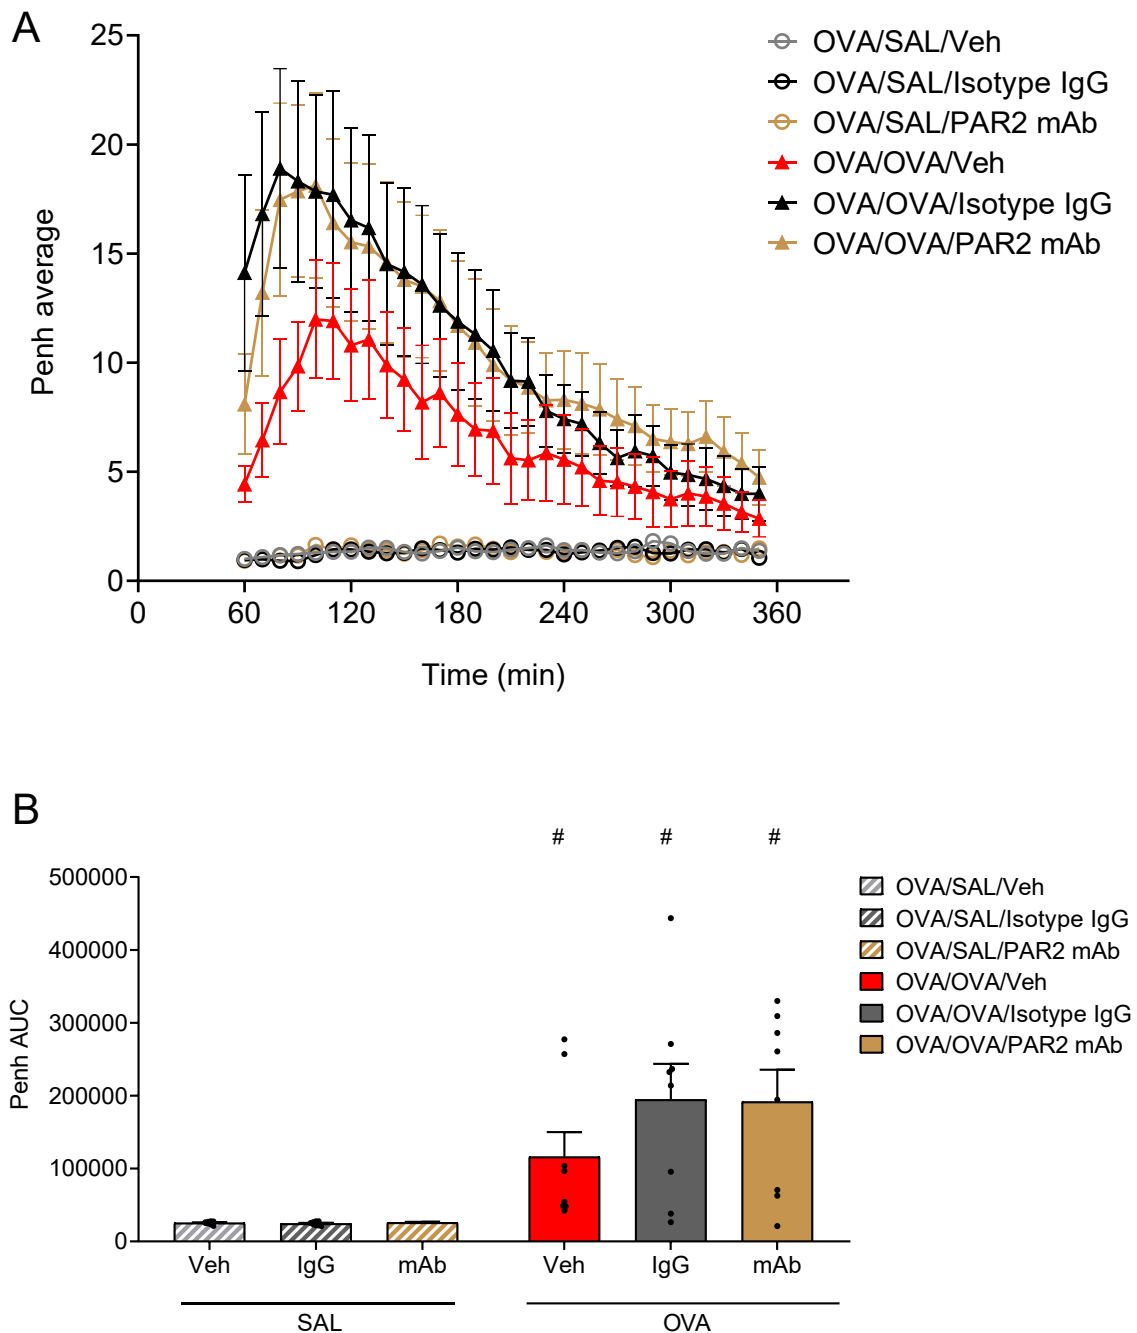 A
25
20
15
10
5
0
Penh average
0 60 120 180 240 300 360
Time (min)
OVA/SAL/Veh
OVA/SAL/Isotype IgG
OVA/SAL/PAR2 mAb
OVA/OVA/Veh
OVA/OVA/Isotype IgG
OVA/OVA/PAR2 mAb
B
# # #
500000
400000
300000
200000
100000
0
Penh AUC
Veh IgG mAb Veh IgG mAb
SAL OVA
OVA/SAL/Veh
OVA/SAL/Isotype IgG
OVA/SAL/PAR2 mAb
OVA/OVA/Veh
OVA/OVA/Isotype IgG
OVA/OVA/PAR2 mAb